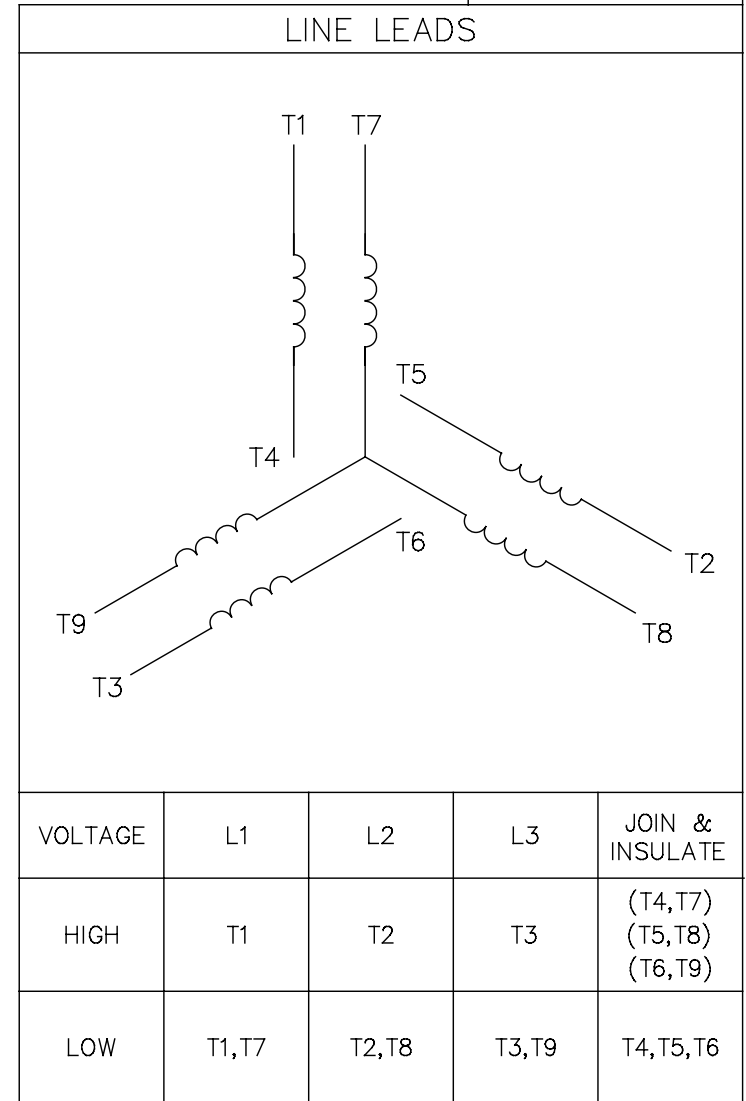 LINE LEADS
T1 T7
T5
T4
T6
T2
T9
T8
T3
VOLTAGE L1 L2 L3 JOIN &
INSULATE
HIGH T1 T2 T3 (T4,T7)
(T5,T8)
(T6,T9)
LOW T1,T7 T2,T8 T3,T9 T4,T5,T6